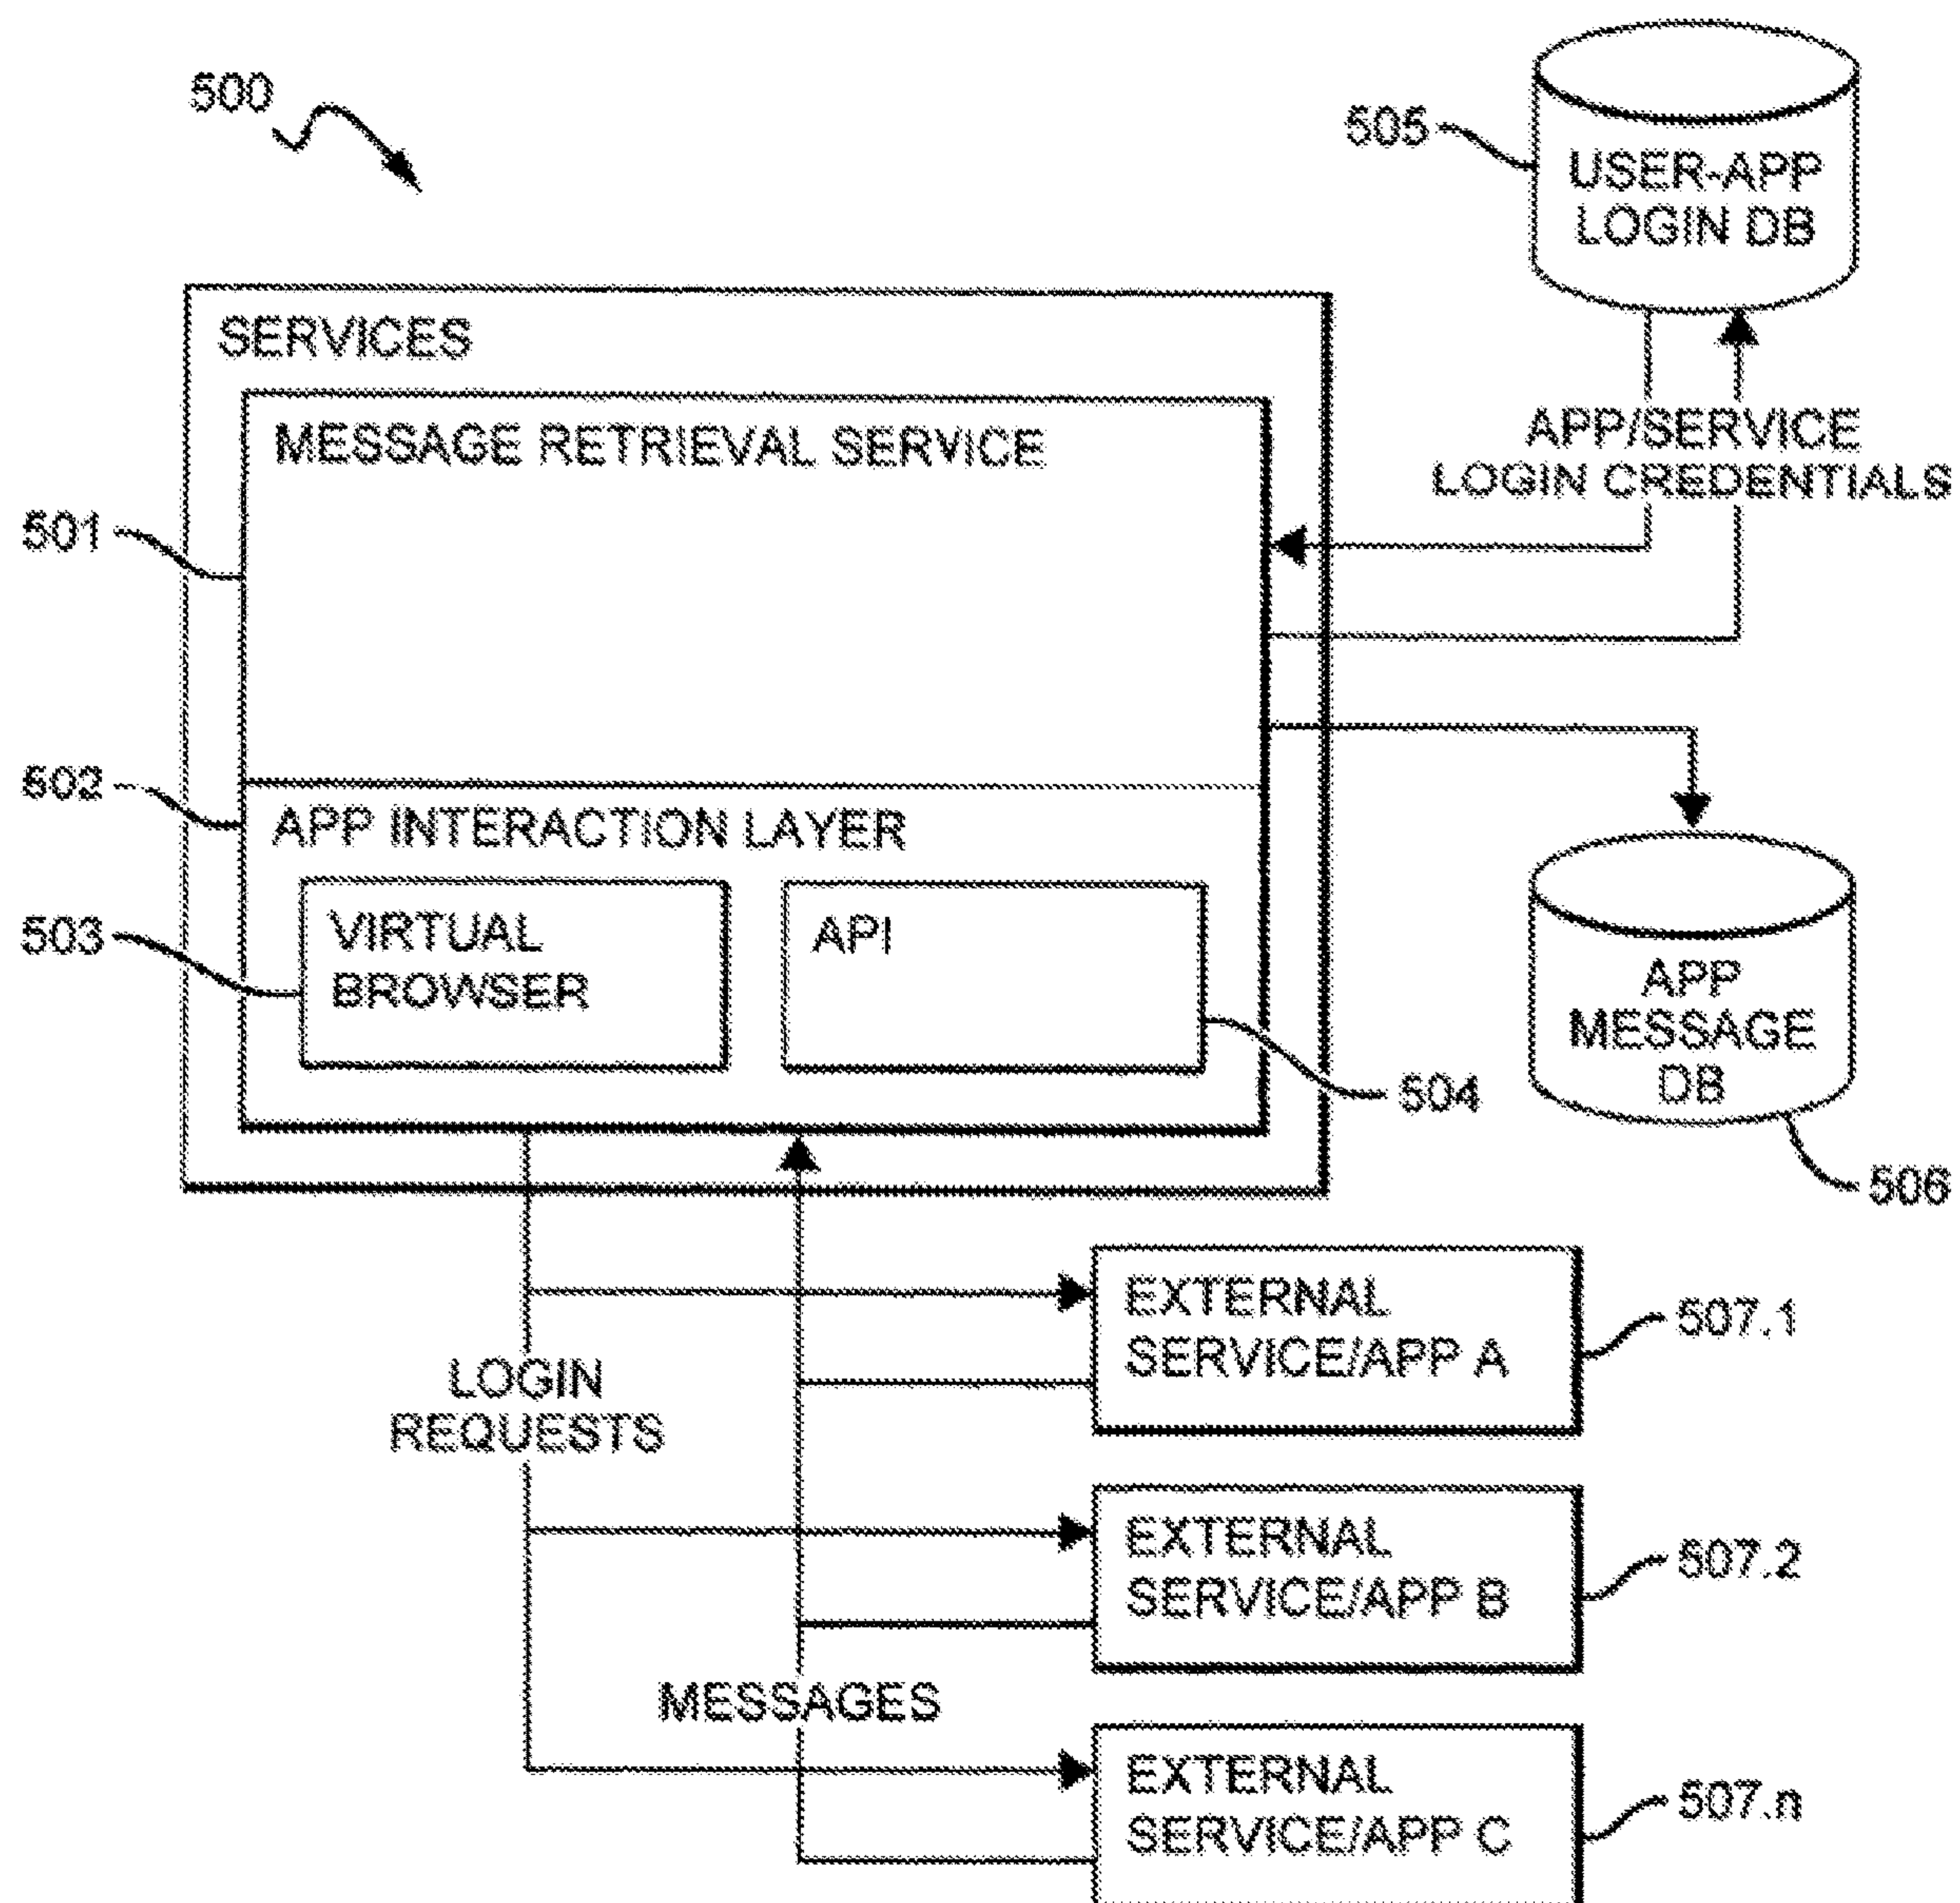 500
505
USER-APP
LOGIN DB
SERVICES
MESSAGE RETRIEVAL SERVICE
APP/SERVICE
LOGIN CREDENTIALS
501
502
APP INTERACTION LAYER
503
VIRTUAL
BROWSER
API
504
APP
MESSAGE
DB
506
EXTERNAL
SERVICE/APP A
507.1
LOGIN
REQUESTS
EXTERNAL
SERVICE/APP B
507.2
MESSAGES
EXTERNAL
SERVICE/APP C
507.n